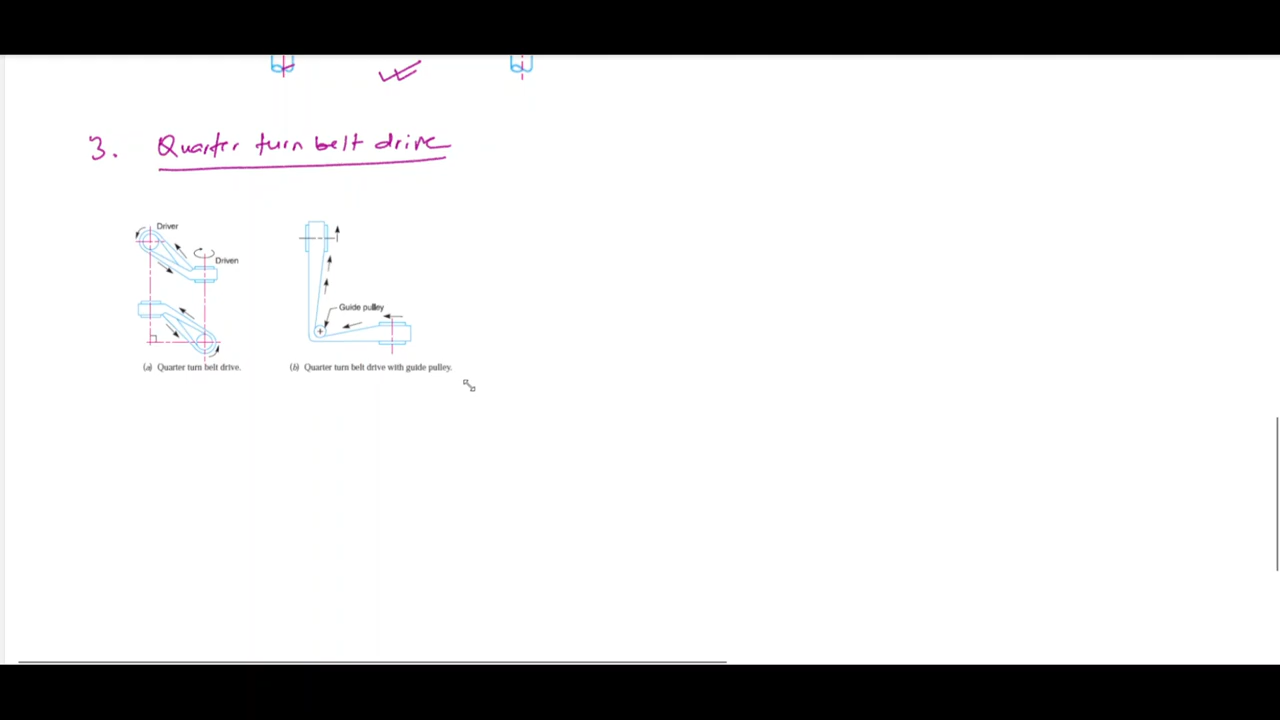 3. Quarter turn belt drive
Driver
Driven
Guide pulley
(a) Quarter turn belt drive.
(b) Quarter turn belt drive with guide pulley.